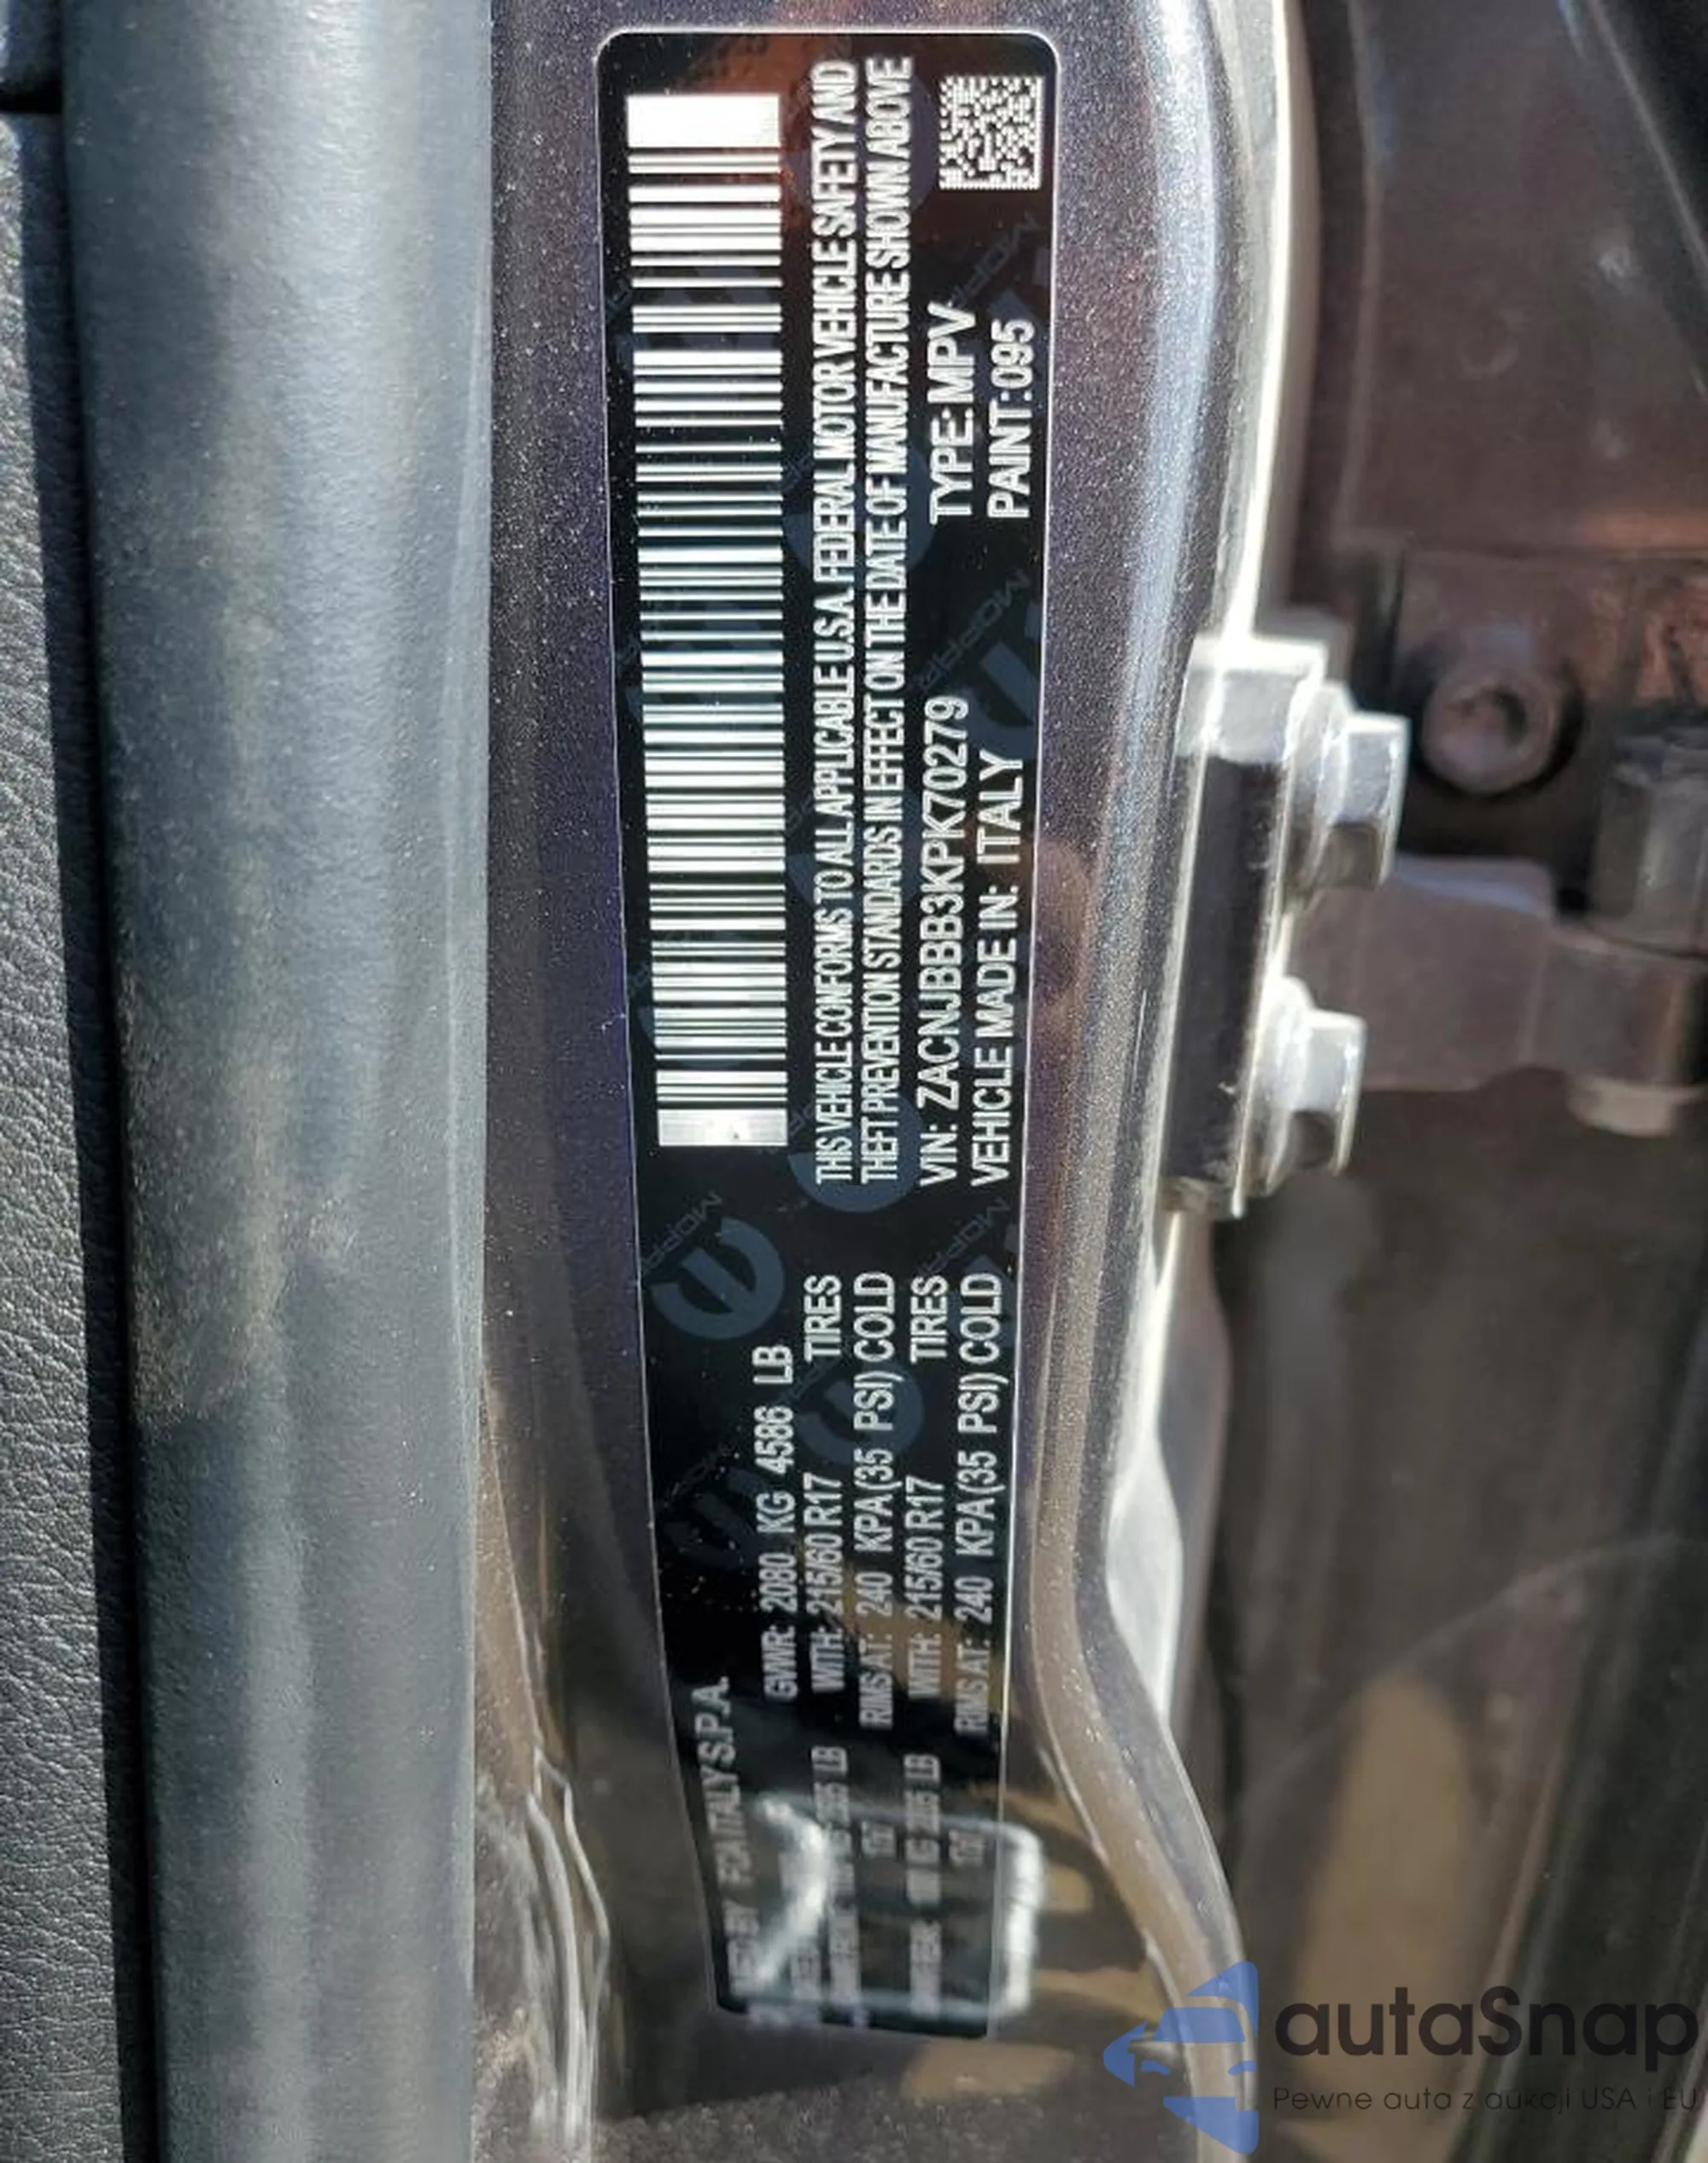 FCA ITALY S.P.A.
GVWR: 2080 KG 4586 LB
WITH: 215/60 R17 TIRES
RIMS AT: 240 KPA (35 PSI) COLD
WITH: 215/60 R17 TIRES
RIMS AT: 240 KPA (35 PSI) COLD
THIS VEHICLE CONFORMS TO ALL APPLICABLE U.S.A. FEDERAL MOTOR VEHICLE SAFETY AND
THEFT PREVENTION STANDARDS IN EFFECT ON THE DATE OF MANUFACTURE SHOWN ABOVE
VIN: ZACNJBBB3KPK70279 TYPE: MPV
VEHICLE MADE IN: ITALY PAINT: 095
MOPAR
MOPAR
MOPAR
autaSnap
Pewne auta z aukcji USA i EU